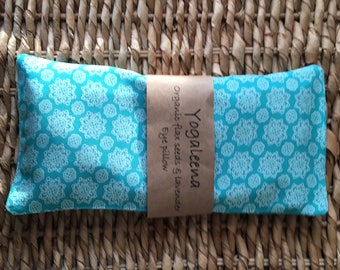 Yogaleena
Organic flax seeds & lavender
Eye pillow